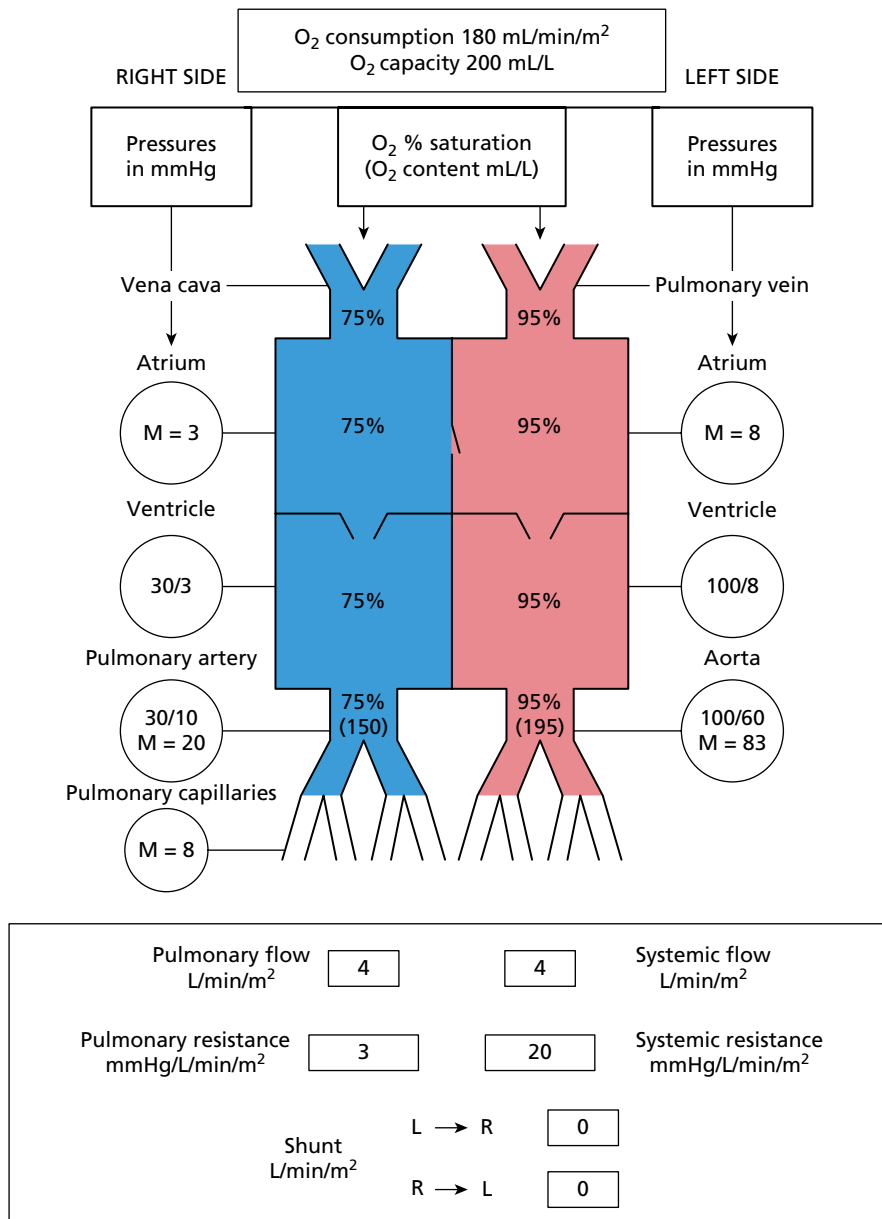 O₂ consumption 180 mL/min/m²
O₂ capacity 200 mL/L
RIGHT SIDE
LEFT SIDE
Pressures
in mmHg
O₂ % saturation
(O₂ content mL/L)
Pressures
in mmHg
Vena cava
Pulmonary vein
75%
95%
Atrium
Atrium
M = 3
75%
95%
M = 8
Ventricle
Ventricle
30/3
75%
95%
100/8
Pulmonary artery
Aorta
75%
(150)
95%
(195)
30/10
M = 20
100/60
M = 83
Pulmonary capillaries
M = 8
Pulmonary flow
L/min/m²
4
4
Systemic flow
L/min/m²
Pulmonary resistance
mmHg/L/min/m²
3
20
Systemic resistance
mmHg/L/min/m²
Shunt
L/min/m²
L → R
0
R → L
0